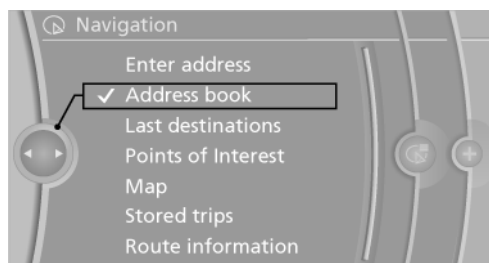 Navigation
Enter address
Address book
Last destinations
Points of Interest
Map
Stored trips
Route information